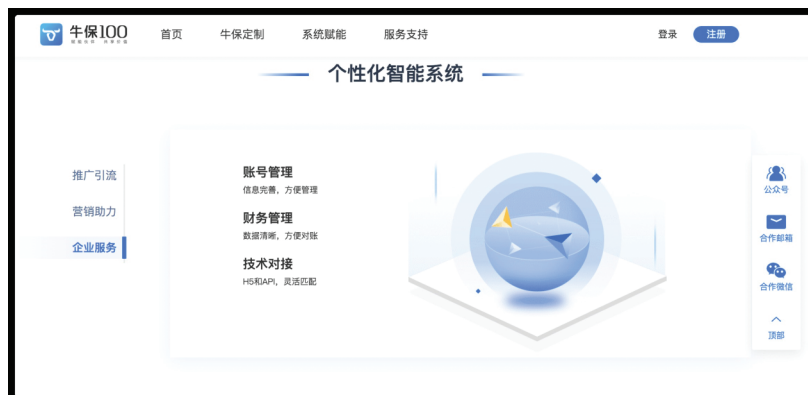 牛保100
首页
牛保定制
系统赋能
服务支持
登录
注册
个性化智能系统
推广引流
营销助力
企业服务
账号管理
信息完善，方便管理
财务管理
数据清晰，方便对账
技术对接
H5和API，灵活匹配
公众号
合作邮箱
合作微信
顶部